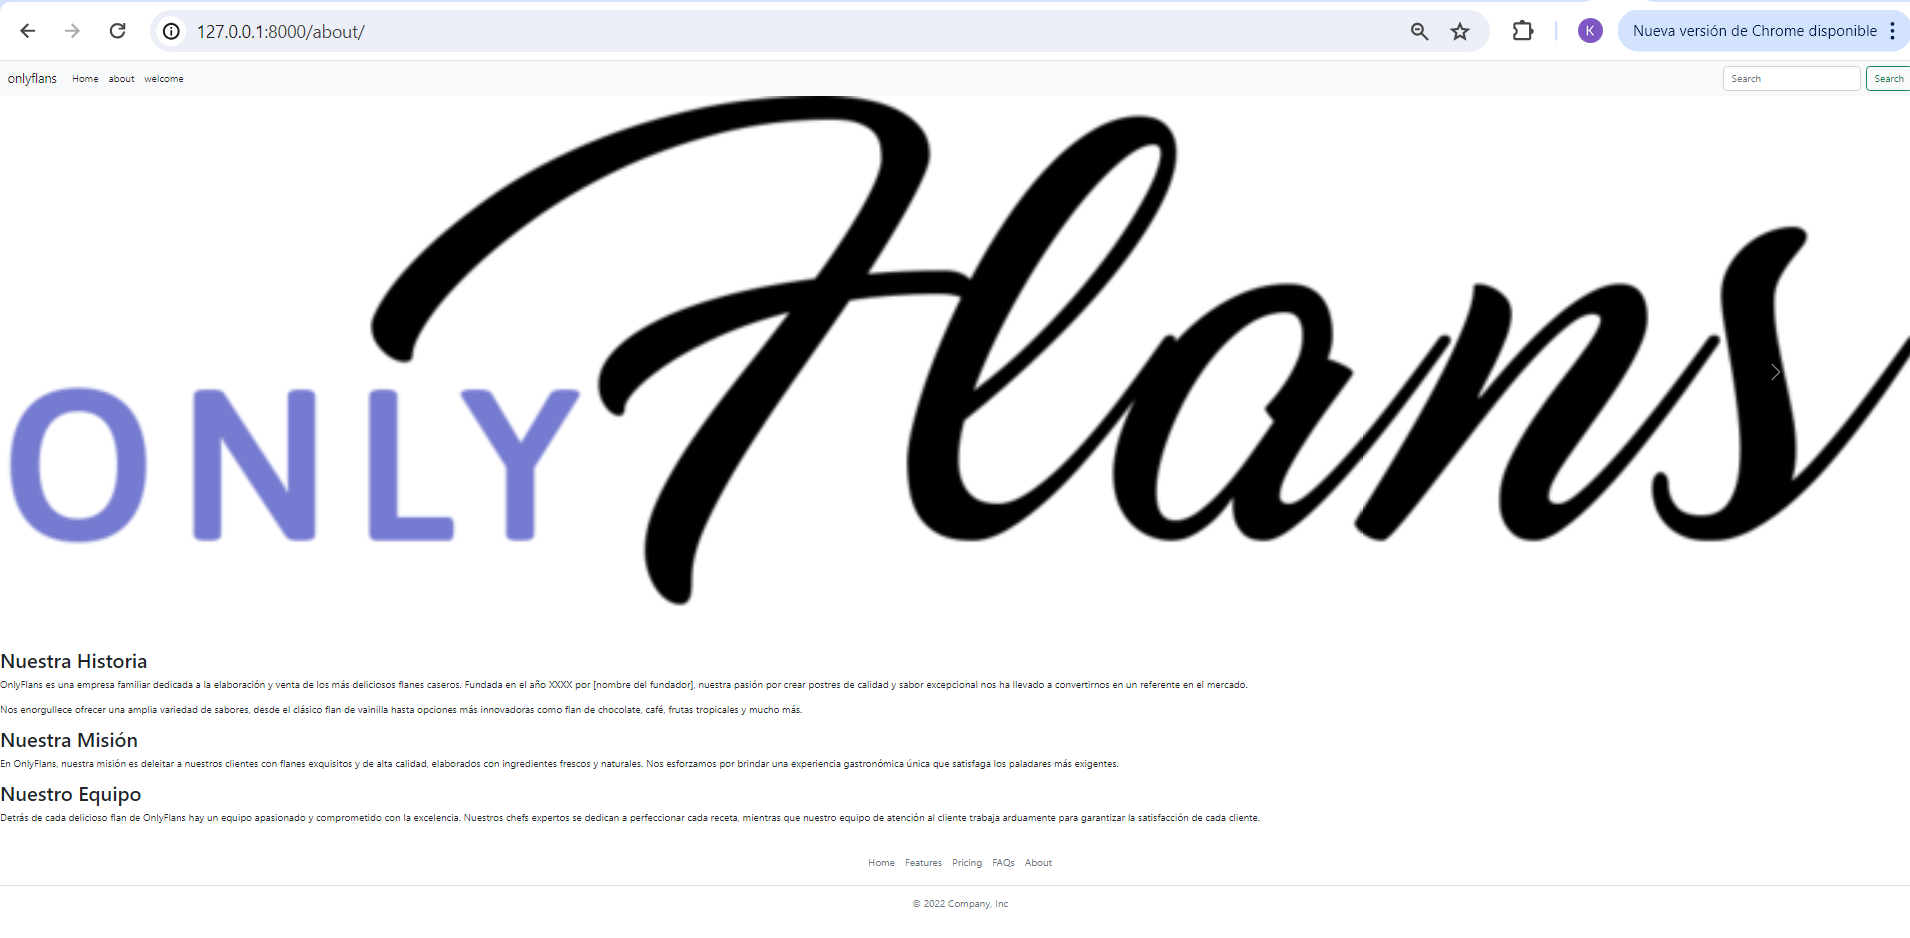 127.0.0.1:8000/about/
K
Nueva versión de Chrome disponible
onlyflans Home about welcome
Search Search
ONLY Flans
Nuestra Historia
OnlyFlans es una empresa familiar dedicada a la elaboración y venta de los más deliciosos flanes caseros. Fundada en el año XXXX por [nombre del fundador], nuestra pasión por crear postres de calidad y sabor excepcional nos ha llevado a convertirnos en un referente en el mercado.
Nos enorgullece ofrecer una amplia variedad de sabores, desde el clásico flan de vainilla hasta opciones más innovadoras como flan de chocolate, café, frutas tropicales y mucho más.
Nuestra Misión
En OnlyFlans, nuestra misión es deleitar a nuestros clientes con flanes exquisitos y de alta calidad, elaborados con ingredientes frescos y naturales. Nos esforzamos por brindar una experiencia gastronómica única que satisfaga los paladares más exigentes.
Nuestro Equipo
Detrás de cada delicioso flan de OnlyFlans hay un equipo apasionado y comprometido con la excelencia. Nuestros chefs expertos se dedican a perfeccionar cada receta, mientras que nuestro equipo de atención al cliente trabaja arduamente para garantizar la satisfacción de cada cliente.
Home Features Pricing FAQs About
© 2022 Company, Inc